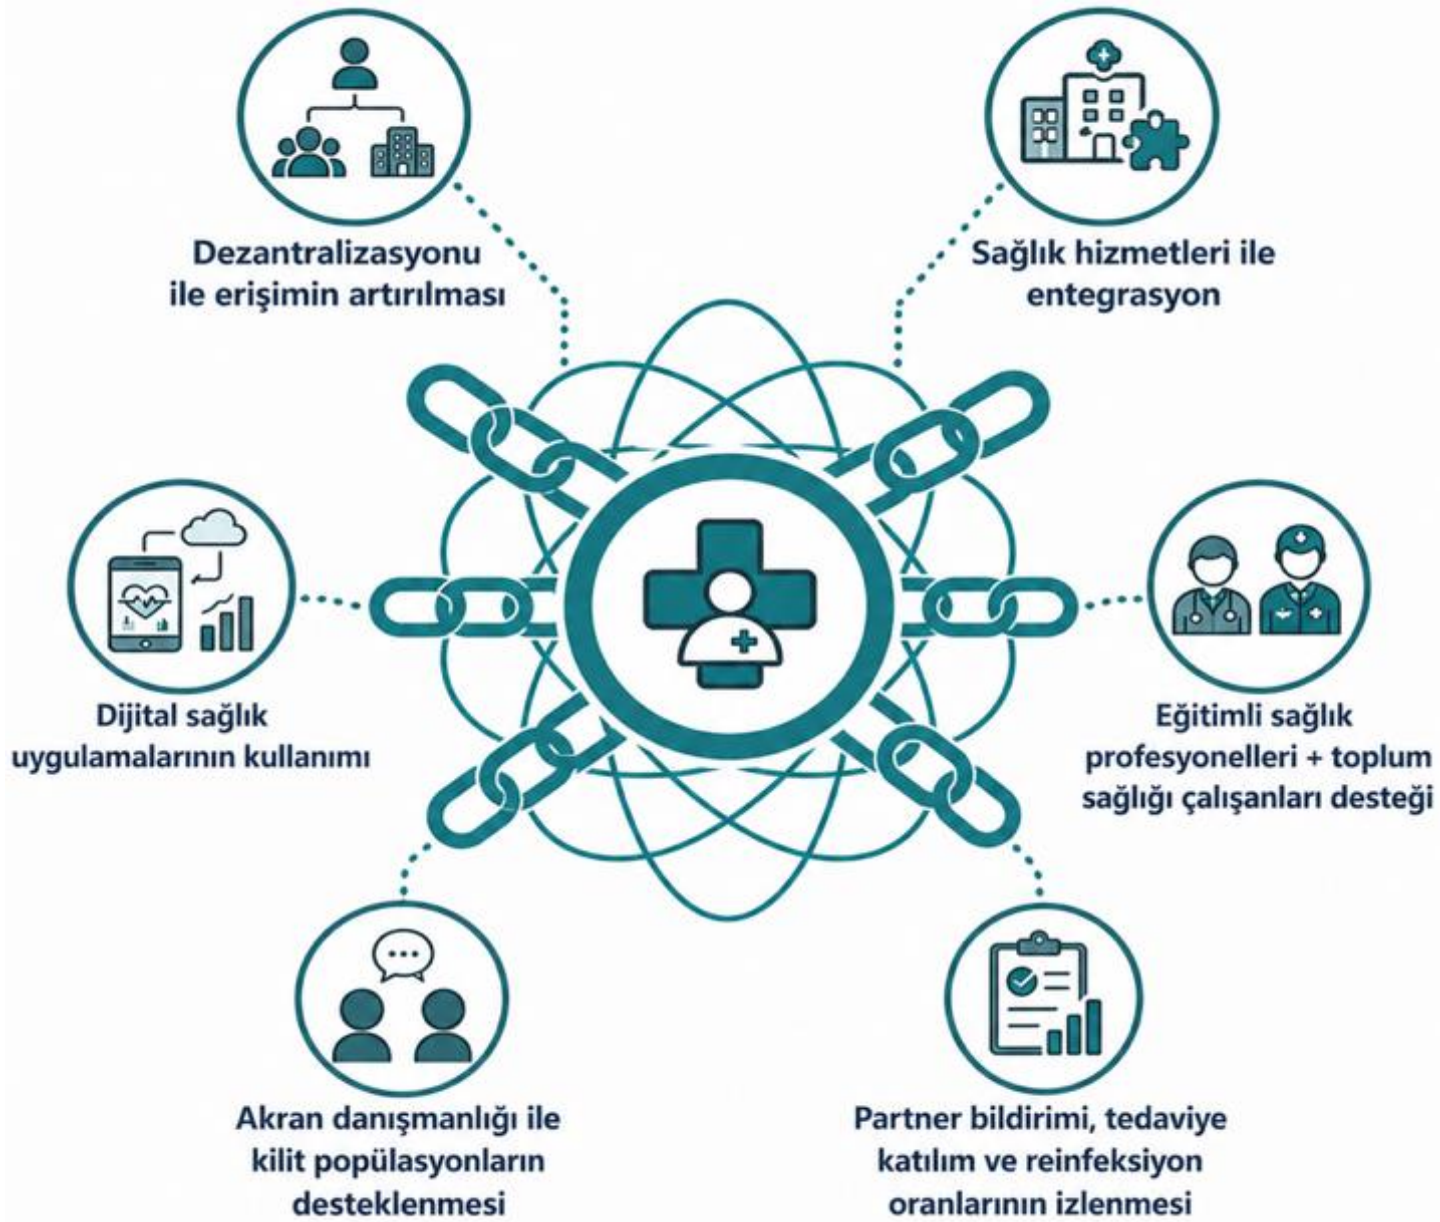 Dezantralizasyonu
ile erişimin artırılması
Sağlık hizmetleri ile
entegrasyon
Dijital sağlık
uygulamalarının kullanımı
Eğitimli sağlık
profesyonelleri + toplum
sağlığı çalışanları desteği
Akran danışmanlığı ile
kilit popülasyonların
desteklenmesi
Partner bildirimi, tedaviye
katılım ve reinfeksiyon
oranlarının izlenmesi